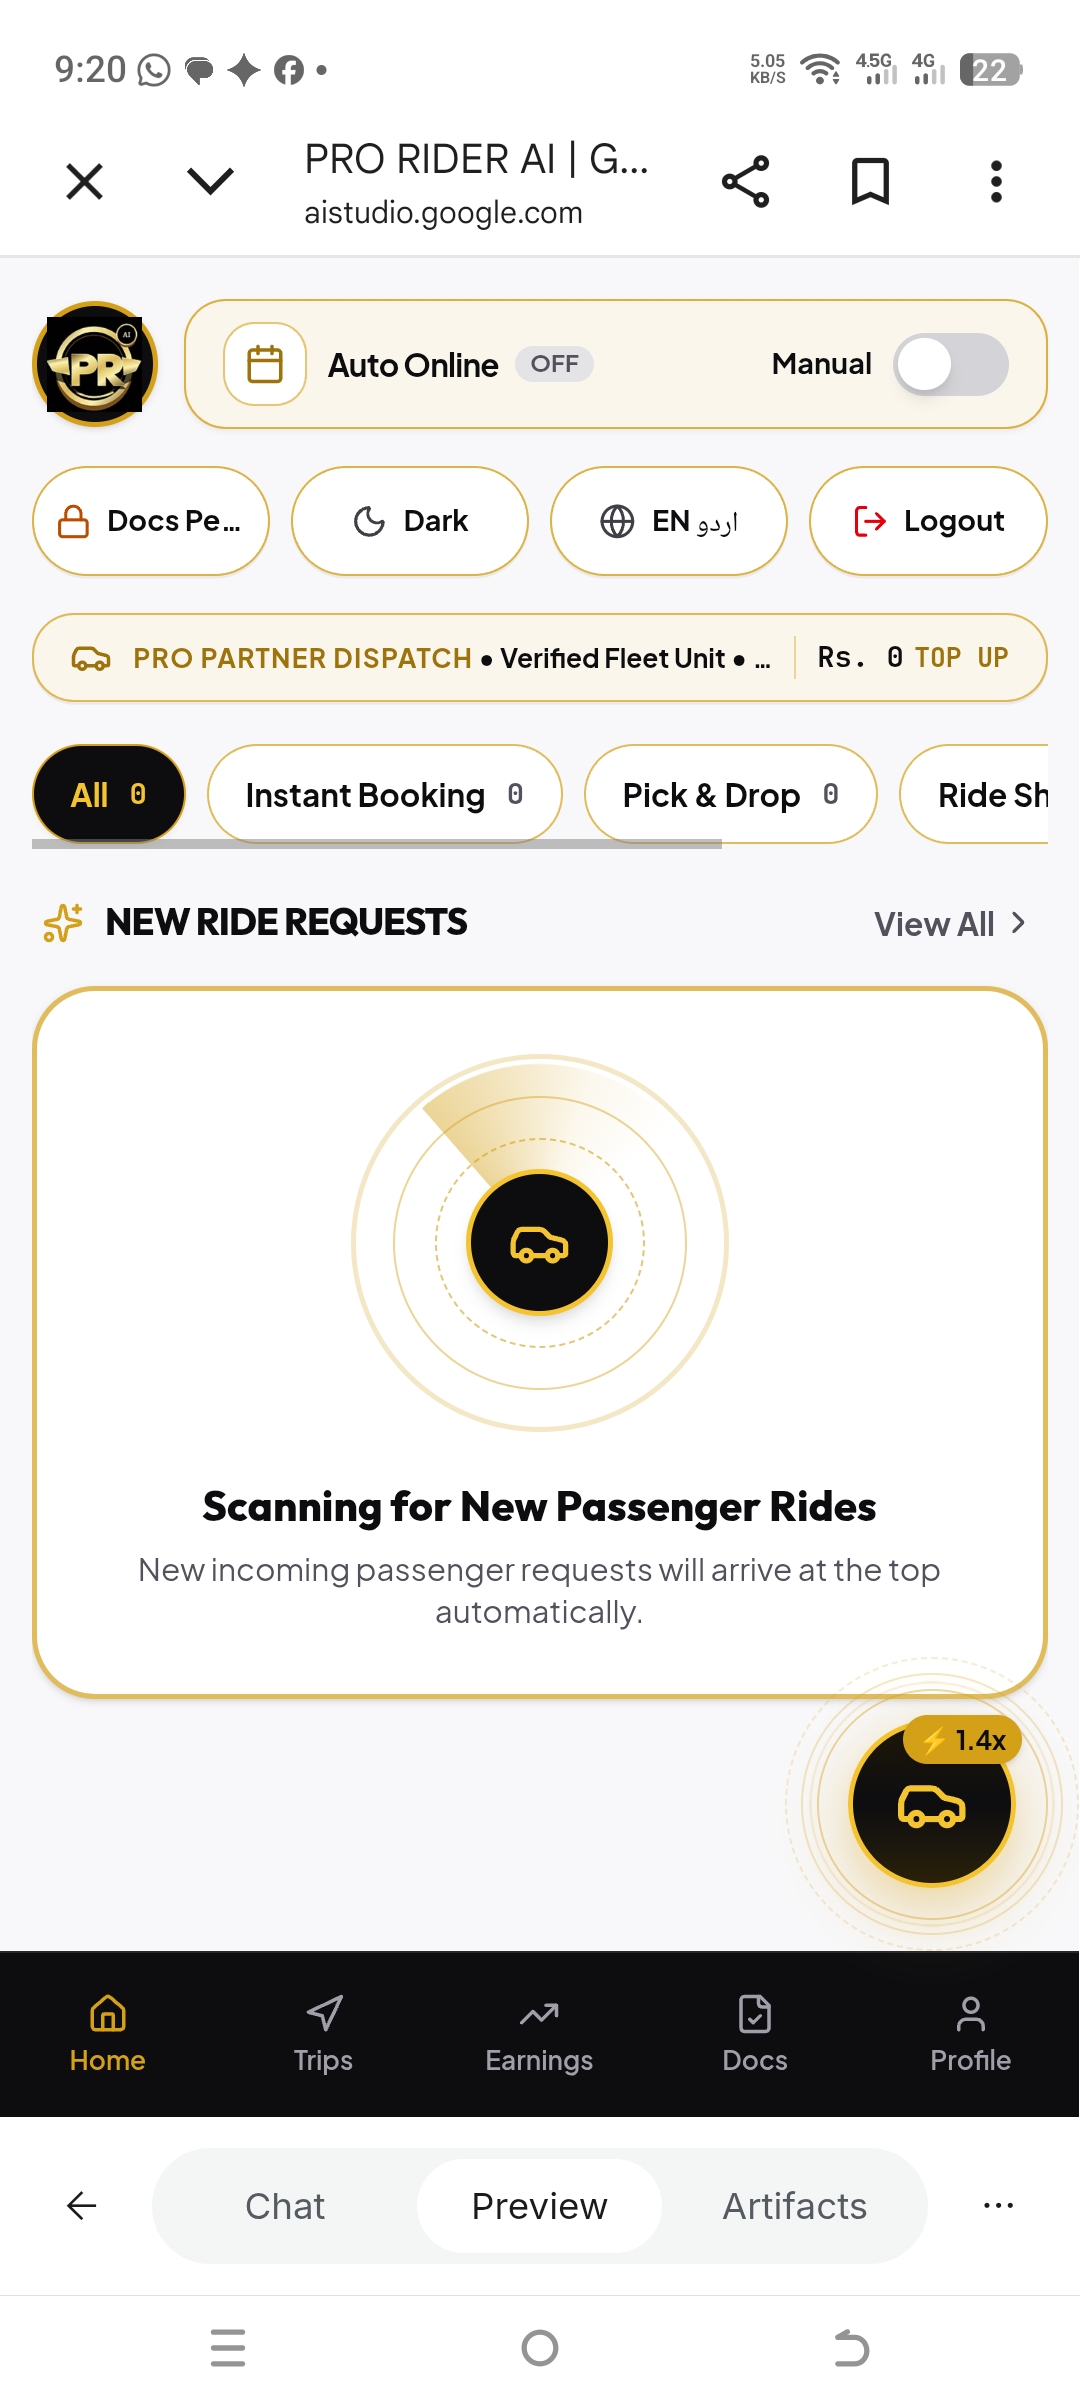 9:20
5.05
KB/S
4.5G
4G
22
PRO RIDER AI | G...
aistudio.google.com
AI
PR
Auto Online
OFF
Manual
Docs Pe...
Dark
EN اردو
Logout
PRO PARTNER DISPATCH • Verified Fleet Unit • ...
Rs. 0 TOP UP
All 0
Instant Booking 0
Pick & Drop 0
Ride Sh
NEW RIDE REQUESTS
View All
Scanning for New Passenger Rides
New incoming passenger requests will arrive at the top
automatically.
⚡ 1.4x
Home
Trips
Earnings
Docs
Profile
Chat
Preview
Artifacts